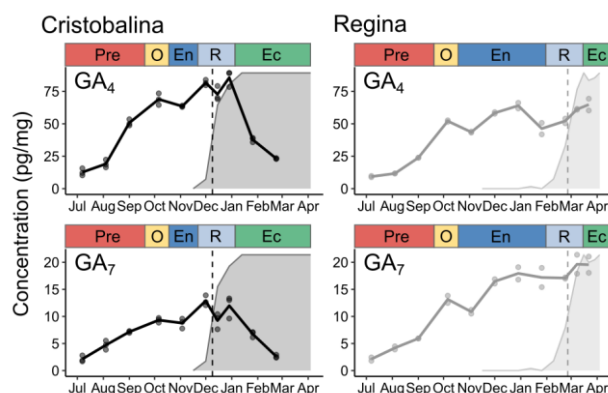 Cristobalina Regina
Pre O En R Ec Pre O En R Ec
GA4 GA4
75
50
25
0
75
50
25
0
Jul Aug Sep Oct Nov Dec Jan Feb Mar Apr Jul Aug Sep Oct Nov Dec Jan Feb Mar Apr
Concentration (pg/mg)
Pre O En R Ec Pre O En R Ec
GA7 GA7
20
15
10
5
0
20
15
10
5
0
Jul Aug Sep Oct Nov Dec Jan Feb Mar Apr Jul Aug Sep Oct Nov Dec Jan Feb Mar Apr